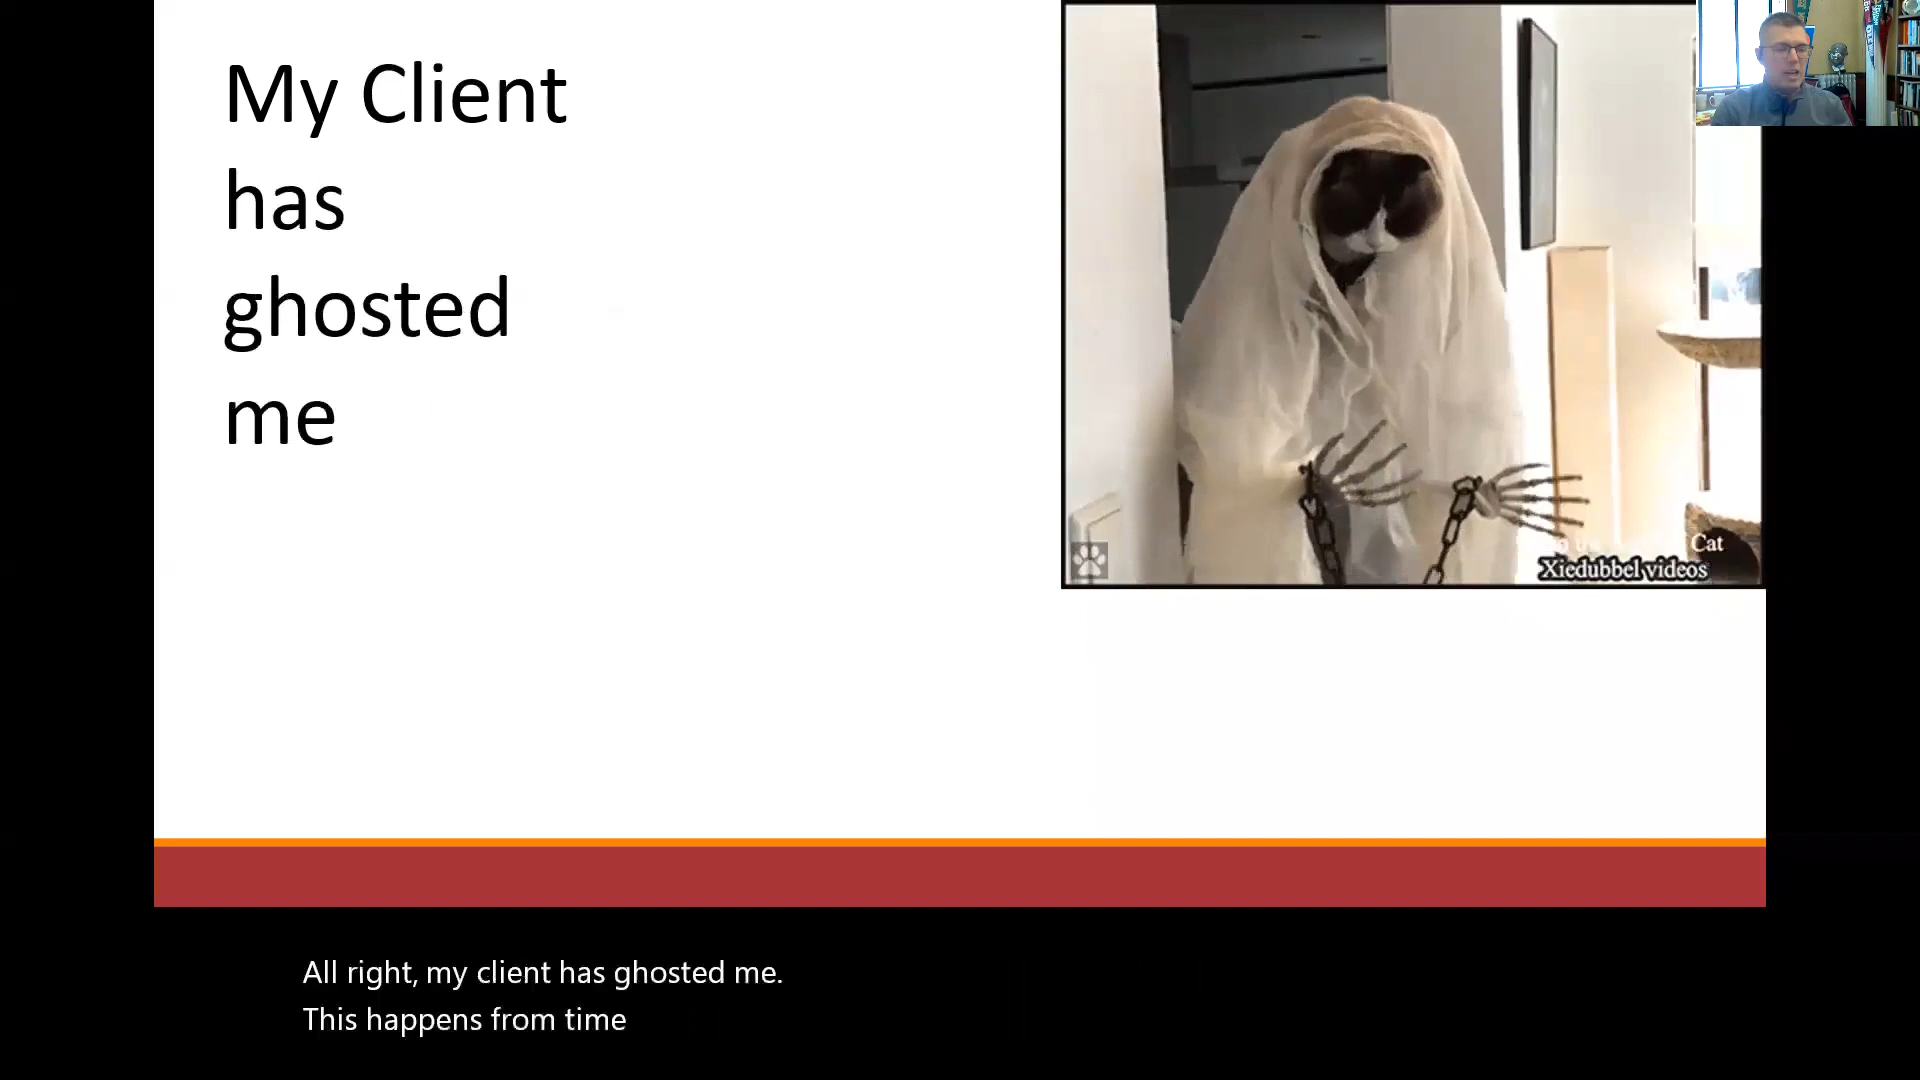 My Client
has
ghosted
me
Cat
Xiedubbel videos
All right, my client has ghosted me.
This happens from time